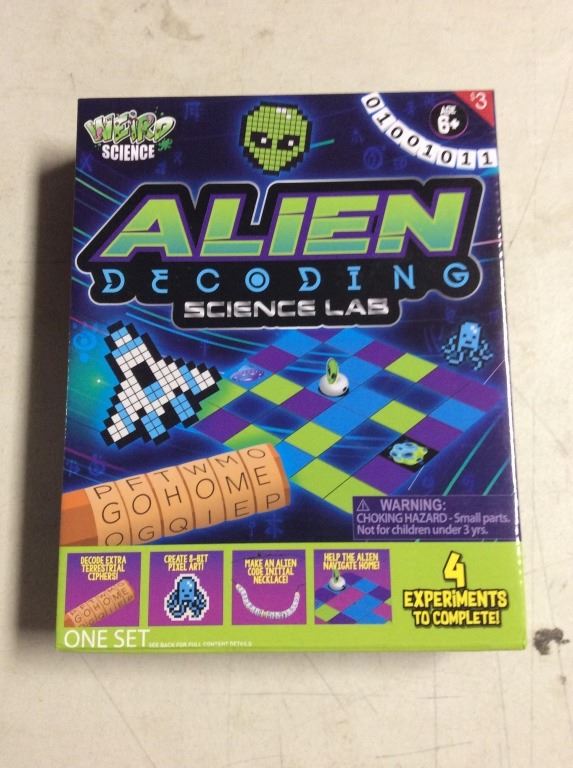 WEIRD
SCIENCE
$3
AGE
6+
01001011
ALIEN
DECODING
SCIENCE LAB
PFTWMO
GOHOME
OGQIEP
WARNING:
CHOKING HAZARD - Small parts.
Not for children under 3 yrs.
DECODE EXTRA
TERRESTRIAL
CIPHERS!
GOHOME
CREATE 8-BIT
PIXEL ART!
MAKE AN ALIEN
CODE INITIAL
NECKLACE!
HELP THE ALIEN
NAVIGATE HOME!
4
EXPERIMENTS
TO COMPLETE!
ONE SET
SEE BACK FOR FULL CONTENT DETAILS